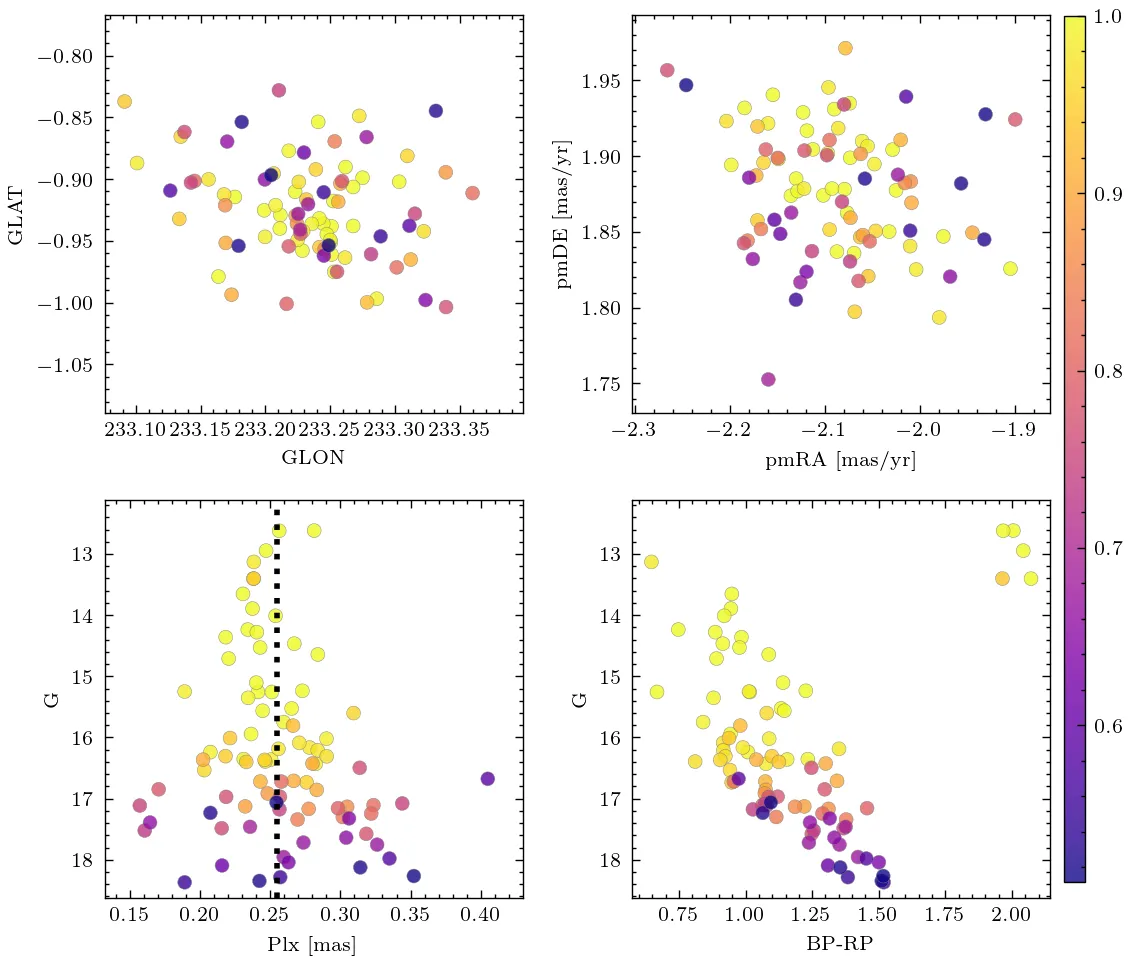 −0.80
−0.85
−0.90
−0.95
−1.00
−1.05
GLAT
233.10 233.15 233.20 233.25 233.30 233.35
GLON
1.95
1.90
1.85
1.80
1.75
pmDE [mas/yr]
−2.3 −2.2 −2.1 −2.0 −1.9
pmRA [mas/yr]
1.0
0.9
0.8
0.7
0.6
13
14
15
16
17
18
G
0.15 0.20 0.25 0.30 0.35 0.40
Plx [mas]
13
14
15
16
17
18
G
0.75 1.00 1.25 1.50 1.75 2.00
BP-RP